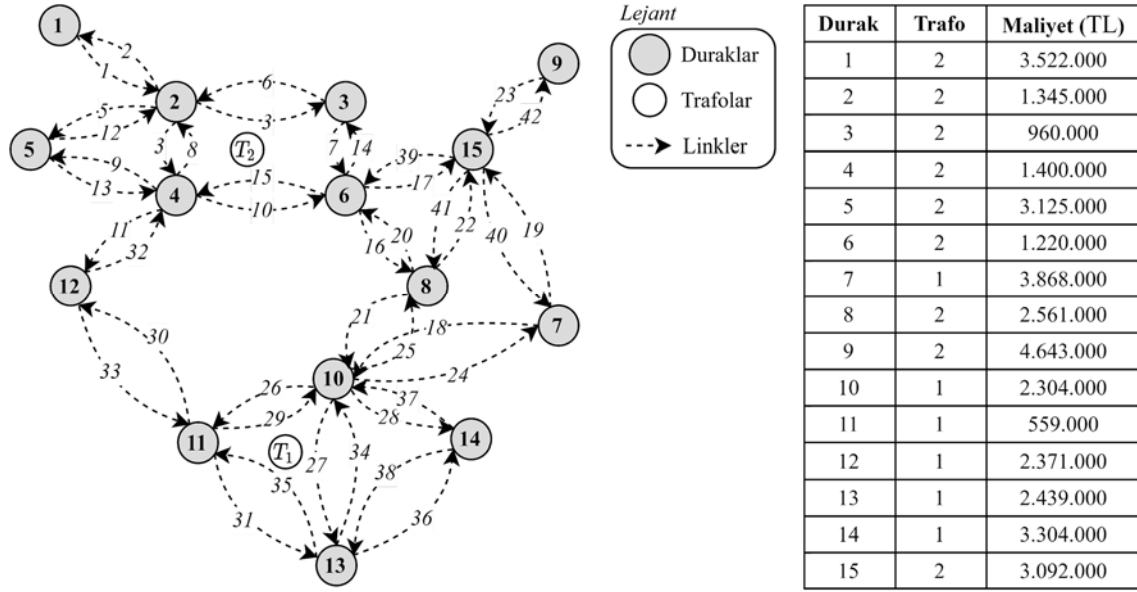 Lejant
Duraklar
Trafolar
Linkler
1
2
1
2
6
3
3
5
12
5
3
8
T2
9
13
4
15
10
7
14
6
39
17
15
23
42
9
41
22
40
19
16
20
8
11
32
12
21
18
25
7
24
30
33
10
26
29
37
28
11
T1
27
34
14
38
35
31
36
13
Durak Trafo Maliyet (TL)
1 2 3.522.000
2 2 1.345.000
3 2 960.000
4 2 1.400.000
5 2 3.125.000
6 2 1.220.000
7 1 3.868.000
8 2 2.561.000
9 2 4.643.000
10 1 2.304.000
11 1 559.000
12 1 2.371.000
13 1 2.439.000
14 1 3.304.000
15 2 3.092.000